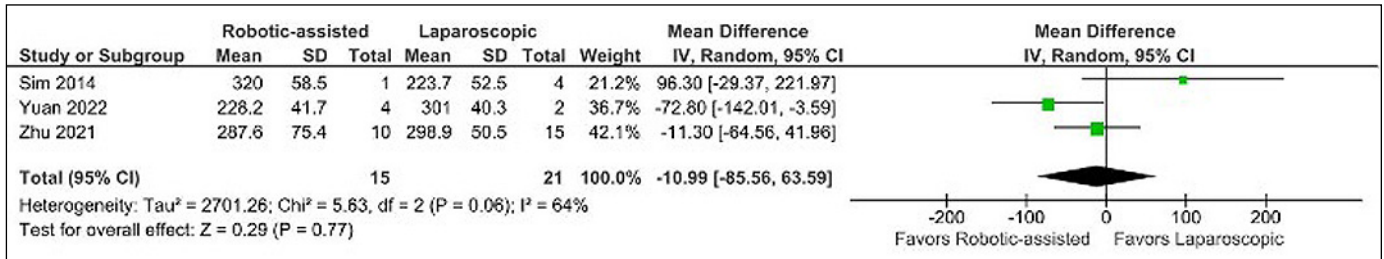 Robotic-assisted Laparoscopic Mean Difference Mean Difference
Study or Subgroup Mean SD Total Mean SD Total Weight IV, Random, 95% CI IV, Random, 95% CI
Sim 2014 320 58.5 1 223.7 52.5 4 21.2% 96.30 [-29.37, 221.97]
Yuan 2022 228.2 41.7 4 301 40.3 2 36.7% -72.80 [-142.01, -3.59]
Zhu 2021 287.6 75.4 10 298.9 50.5 15 42.1% -11.30 [-64.56, 41.96]
Total (95% CI) 15 21 100.0% -10.99 [-85.56, 63.59]
Heterogeneity: Tau² = 2701.26; Chi² = 5.63, df = 2 (P = 0.06); I² = 64%
Test for overall effect: Z = 0.29 (P = 0.77)
-200 -100 0 100 200
Favors Robotic-assisted Favors Laparoscopic